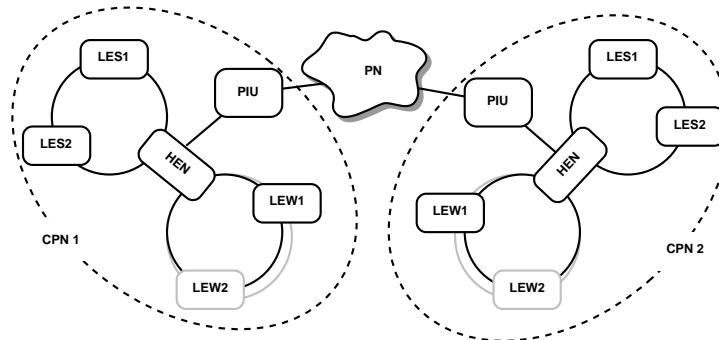 LES1
LES2
HEN
PIU
LEW1
LEW2
CPN 1
PN
PIU
LES1
LES2
HEN
LEW1
LEW2
CPN 2